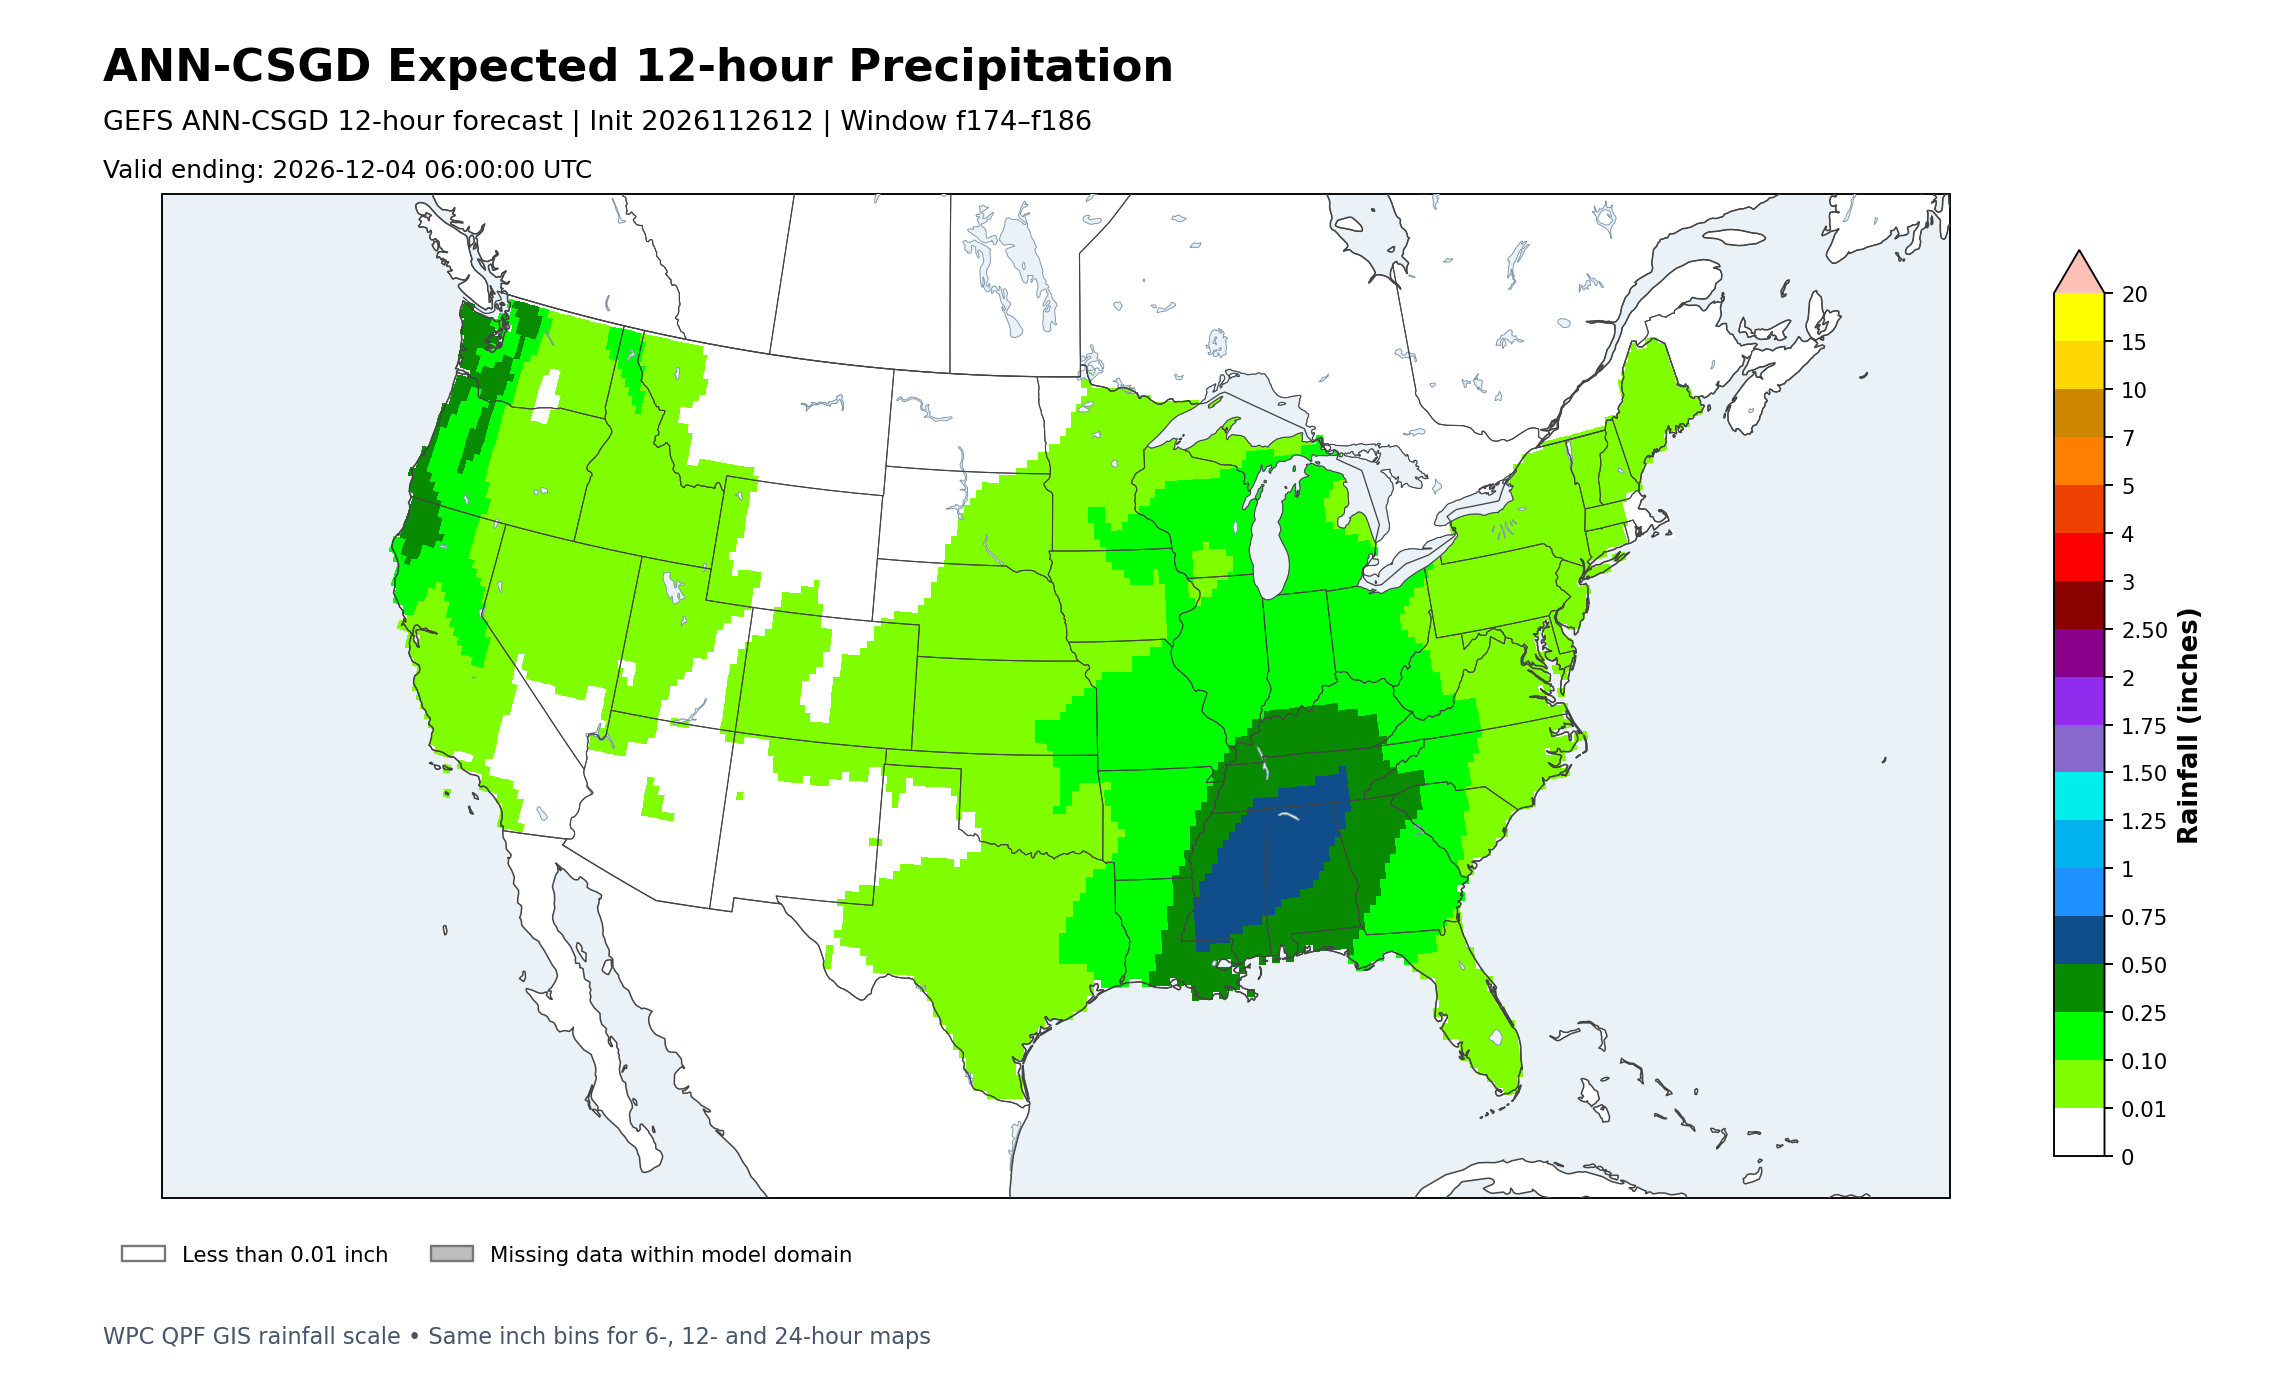 ANN-CSGD Expected 12-hour Precipitation
GEFS ANN-CSGD 12-hour forecast | Init 2026112612 | Window f174–f186
Valid ending: 2026-12-04 06:00:00 UTC
20
15
10
7
5
4
3
2.50
2
1.75
1.50
1.25
1
0.75
0.50
0.25
0.10
0.01
0
Rainfall (inches)
Less than 0.01 inch
Missing data within model domain
WPC QPF GIS rainfall scale • Same inch bins for 6-, 12- and 24-hour maps